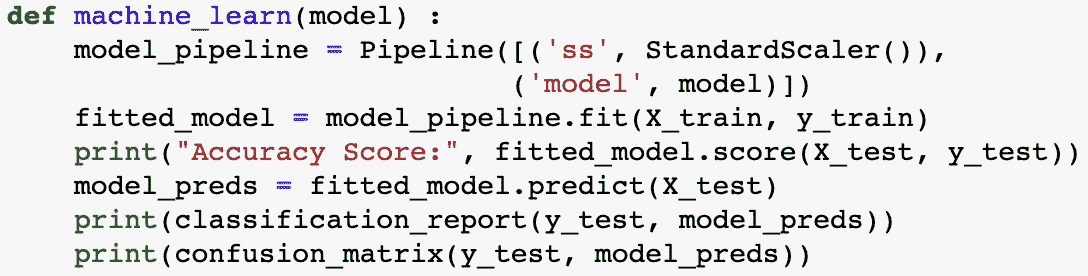 def machine_learn(model) :
    model_pipeline = Pipeline([('ss', StandardScaler()),
                               ('model', model)])
    fitted_model = model_pipeline.fit(X_train, y_train)
    print("Accuracy Score:", fitted_model.score(X_test, y_test))
    model_preds = fitted_model.predict(X_test)
    print(classification_report(y_test, model_preds))
    print(confusion_matrix(y_test, model_preds))